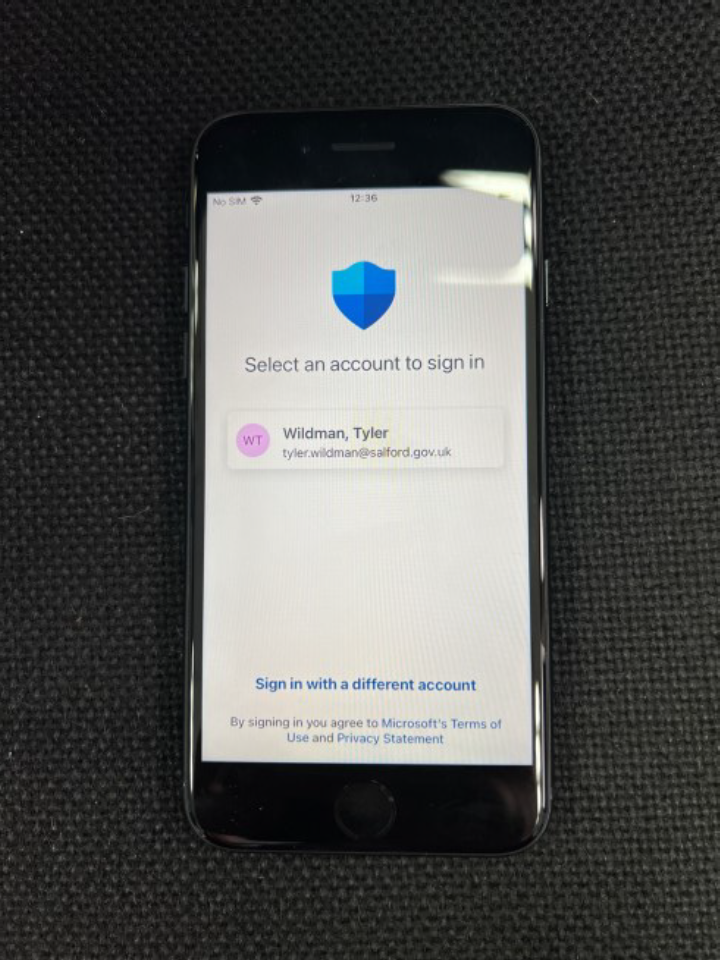 No SIM 12:36
Select an account to sign in
WT
Wildman, Tyler
tyler.wildman@salford.gov.uk
Sign in with a different account
By signing in you agree to Microsoft's Terms of
Use and Privacy Statement